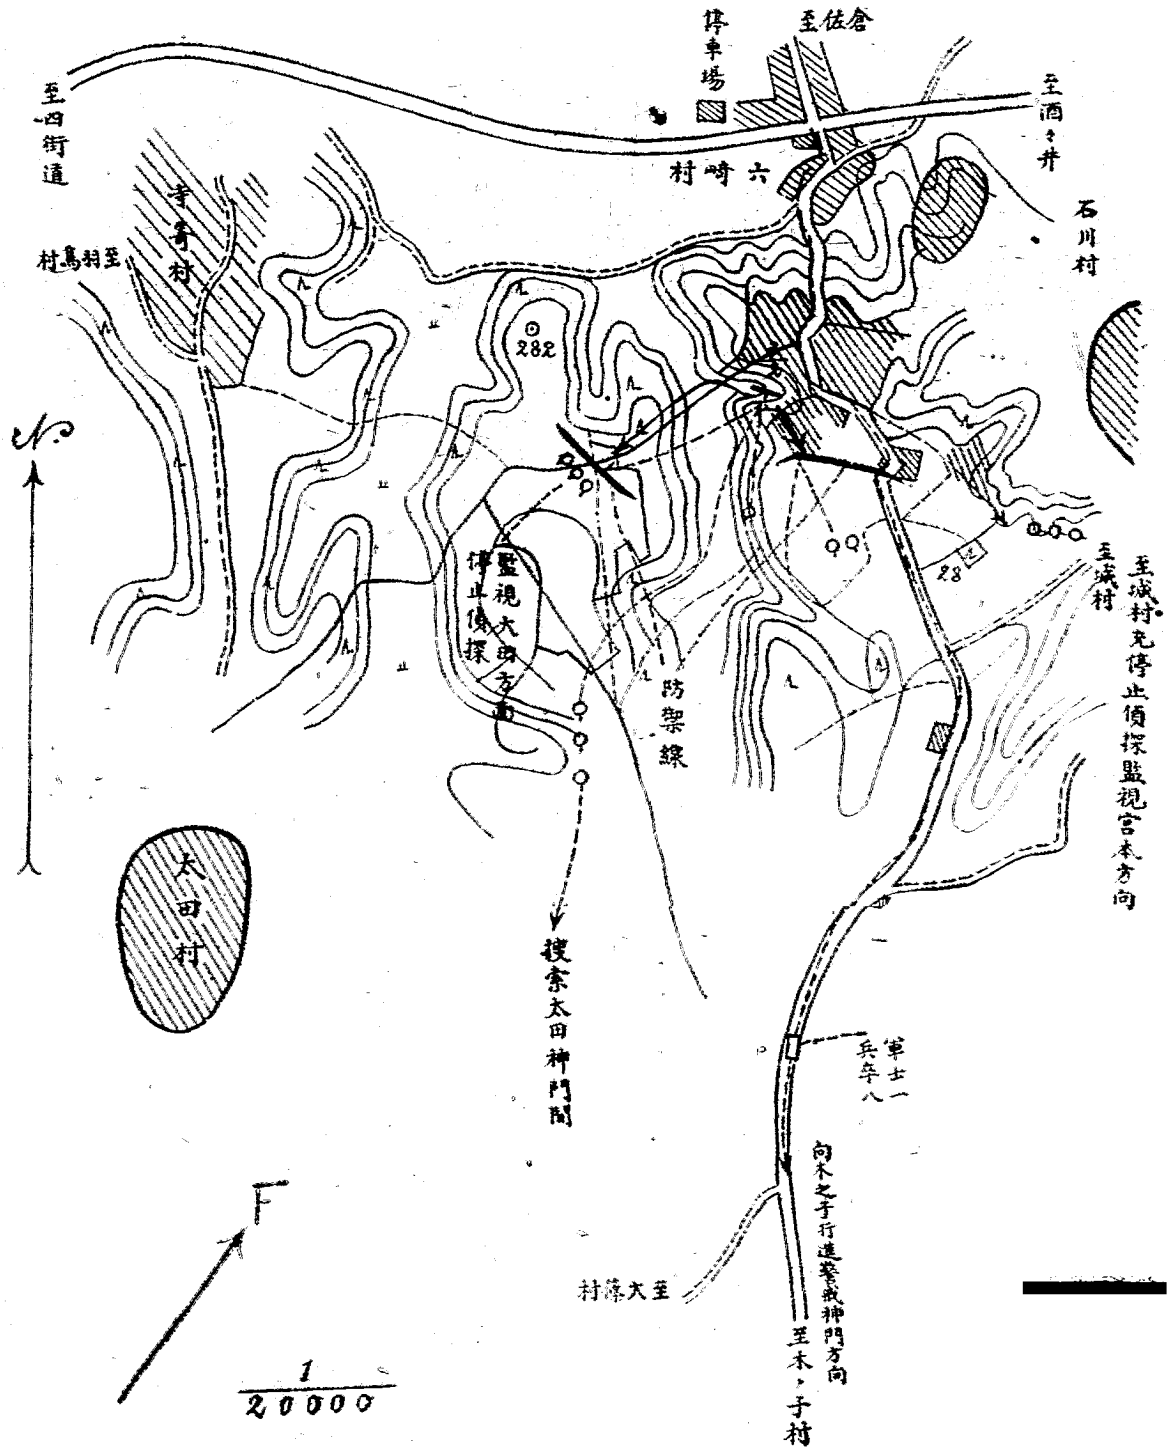 停車場
至佐倉
至四街道
至酒々井
六崎村
石川村
寺崎村
至羽鳥村
N
282
28
至城村
至城村充停止偵探監視宮本方向
監視太田方面
停止偵探
防禦線
太田村
搜索太田神門間
軍士一
兵卒八
向木之子行進警戒神門方向
至大篠村
至木ノ子村
F
1
20000